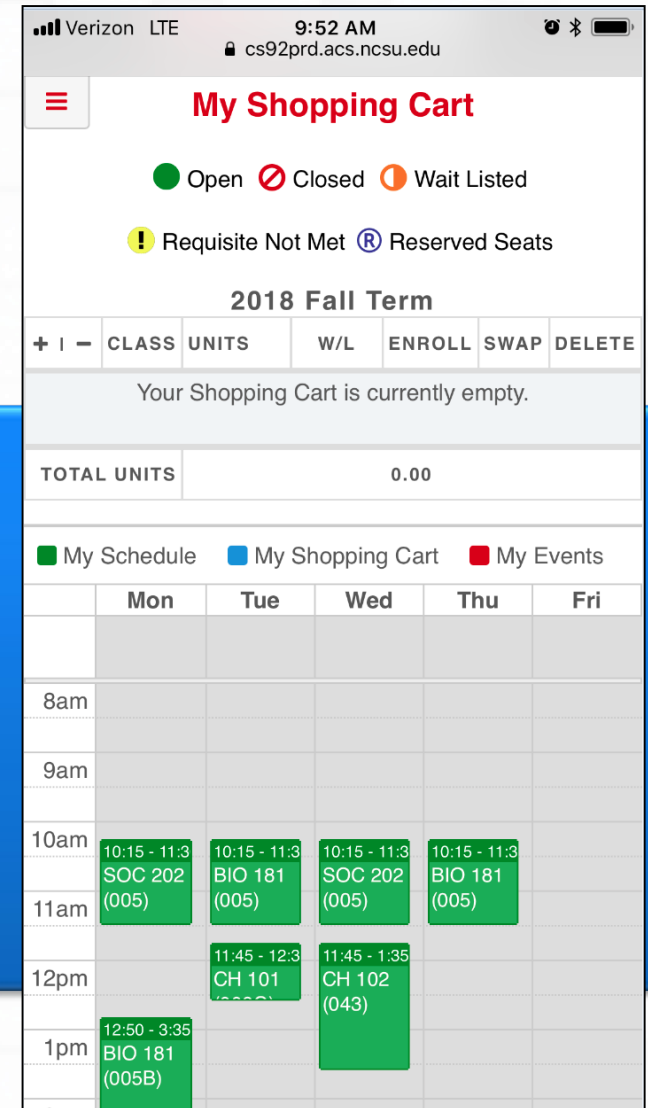 Verizon LTE 9:52 AM
cs92prd.acs.ncsu.edu
My Shopping Cart
Open Closed Wait Listed
! Requisite Not Met R Reserved Seats
2018 Fall Term
+ | − CLASS UNITS W/L ENROLL SWAP DELETE
Your Shopping Cart is currently empty.
TOTAL UNITS 0.00
My Schedule My Shopping Cart My Events
Mon Tue Wed Thu Fri
8am
9am
10am
10:15 - 11:3 10:15 - 11:3 10:15 - 11:3 10:15 - 11:3
SOC 202 BIO 181 SOC 202 BIO 181
(005) (005) (005) (005)
11am
11:45 - 12:3 11:45 - 1:35
12pm
CH 101 CH 102
(043)
12:50 - 3:35
1pm
BIO 181
(005B)